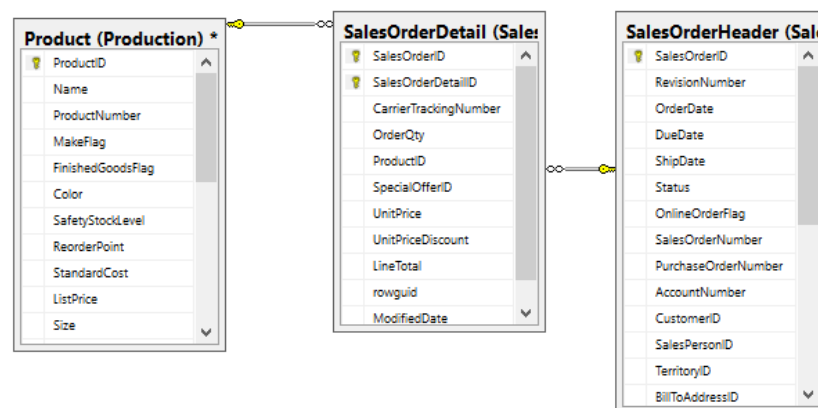 Product (Production) *
ProductID
Name
ProductNumber
MakeFlag
FinishedGoodsFlag
Color
SafetyStockLevel
ReorderPoint
StandardCost
ListPrice
Size
SalesOrderDetail (Sales
SalesOrderID
SalesOrderDetailID
CarrierTrackingNumber
OrderQty
ProductID
SpecialOfferID
UnitPrice
UnitPriceDiscount
LineTotal
rowguid
ModifiedDate
SalesOrderHeader (Sal
SalesOrderID
RevisionNumber
OrderDate
DueDate
ShipDate
Status
OnlineOrderFlag
SalesOrderNumber
PurchaseOrderNumber
AccountNumber
CustomerID
SalesPersonID
TerritoryID
BillToAddressID